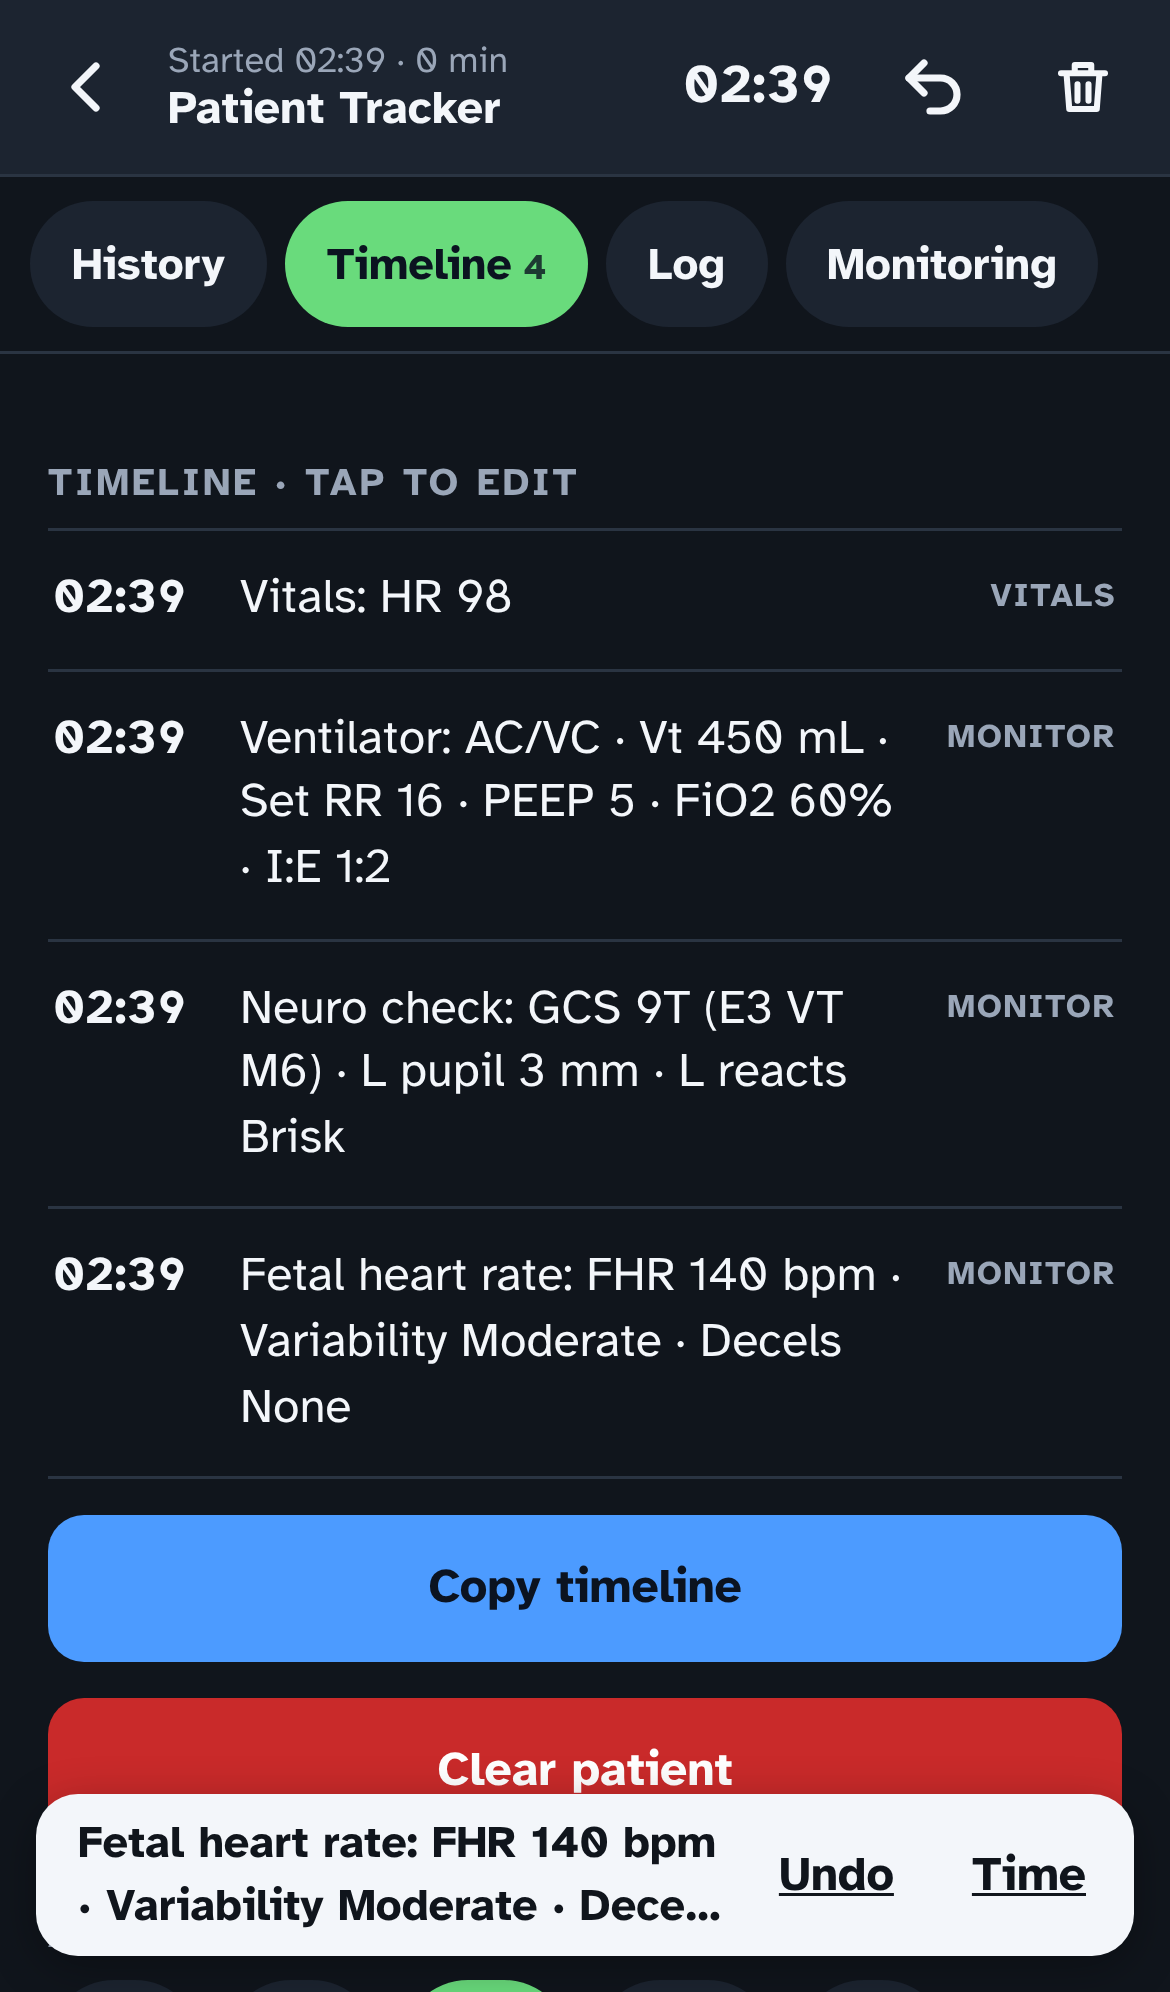 Started 02:39 · 0 min
Patient Tracker
02:39
History
Timeline 4
Log
Monitoring
TIMELINE · TAP TO EDIT
02:39
Vitals: HR 98
VITALS
02:39
Ventilator: AC/VC · Vt 450 mL ·
Set RR 16 · PEEP 5 · FiO2 60%
· I:E 1:2
MONITOR
02:39
Neuro check: GCS 9T (E3 VT
M6) · L pupil 3 mm · L reacts
Brisk
MONITOR
02:39
Fetal heart rate: FHR 140 bpm ·
Variability Moderate · Decels
None
MONITOR
Copy timeline
Clear patient
Fetal heart rate: FHR 140 bpm
· Variability Moderate · Dece...
Undo
Time